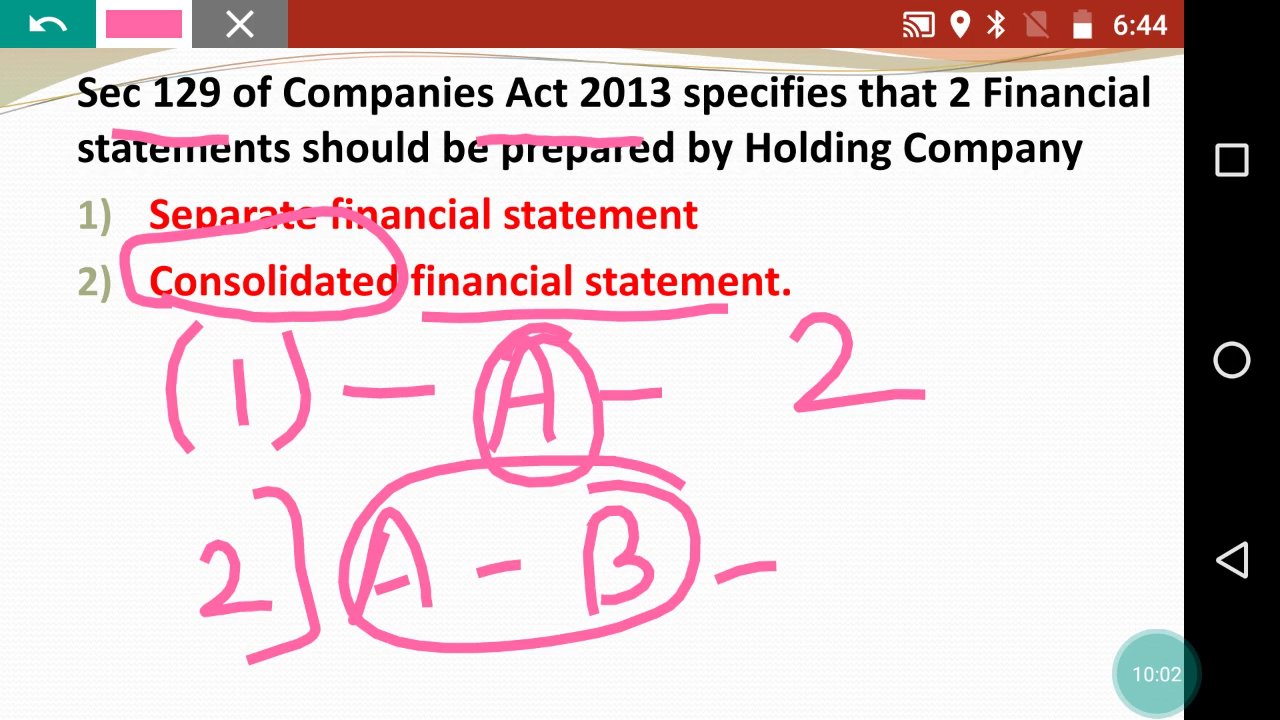 6:44
Sec 129 of Companies Act 2013 specifies that 2 Financial
statements should be prepared by Holding Company
1) Separate financial statement
2) Consolidated financial statement.
(1) — A — 2
2] A - B -
10:02